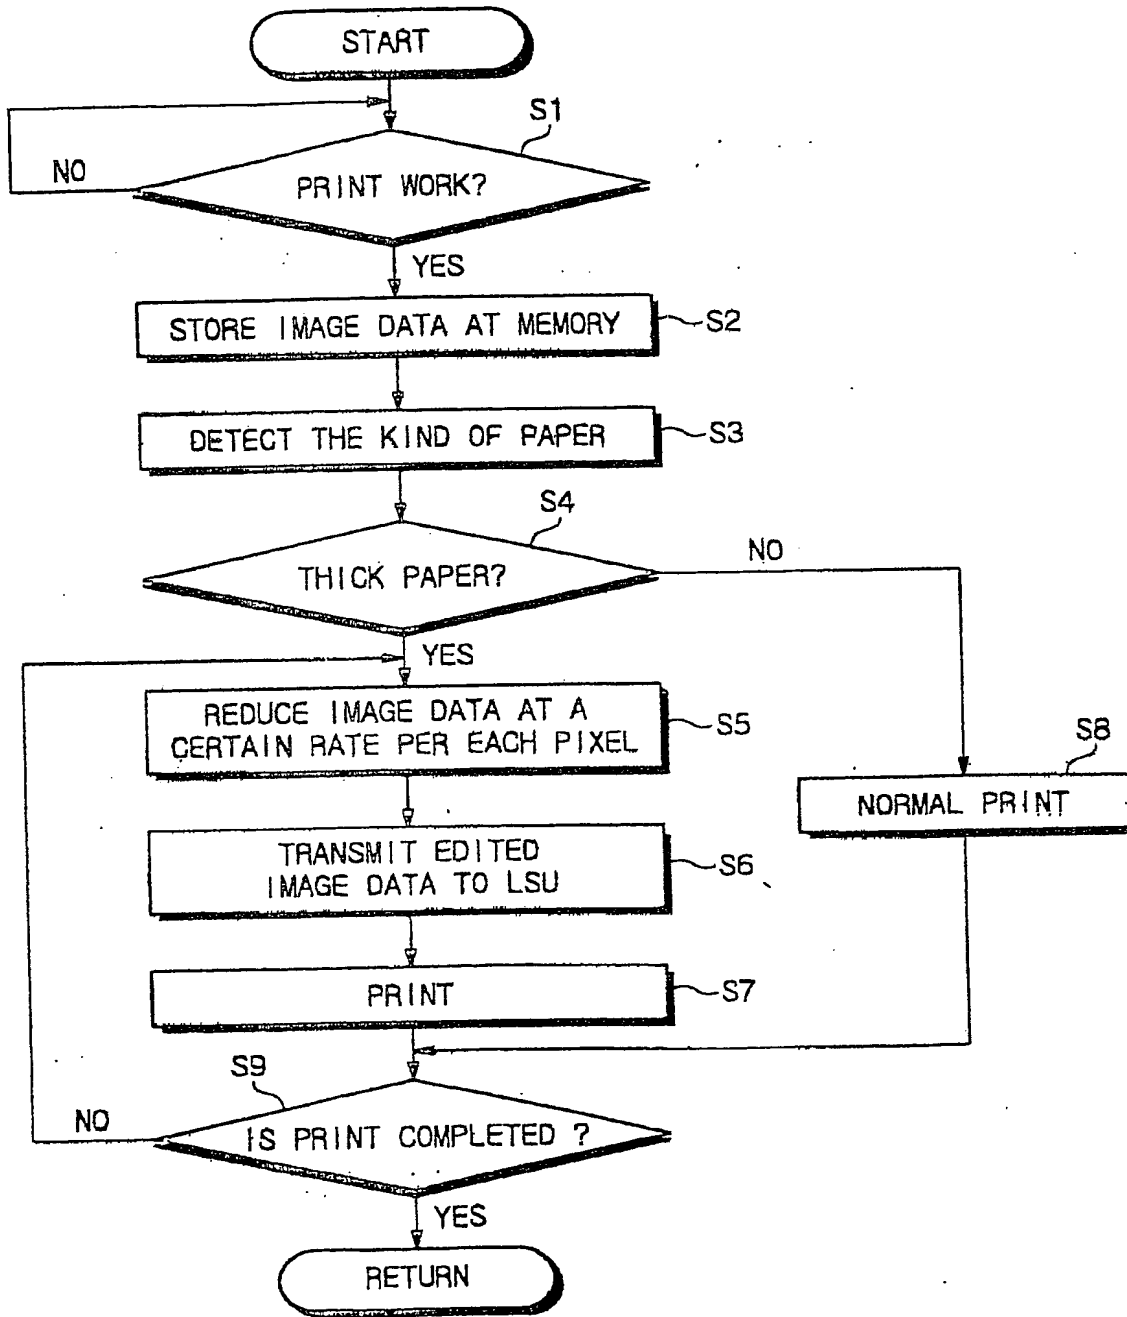 START
S1
NO
PRINT WORK?
YES
STORE IMAGE DATA AT MEMORY
S2
DETECT THE KIND OF PAPER
S3
S4
THICK PAPER?
NO
YES
REDUCE IMAGE DATA AT A
CERTAIN RATE PER EACH PIXEL
S5
S8
NORMAL PRINT
TRANSMIT EDITED
IMAGE DATA TO LSU
S6
PRINT
S7
S9
NO
IS PRINT COMPLETED ?
YES
RETURN